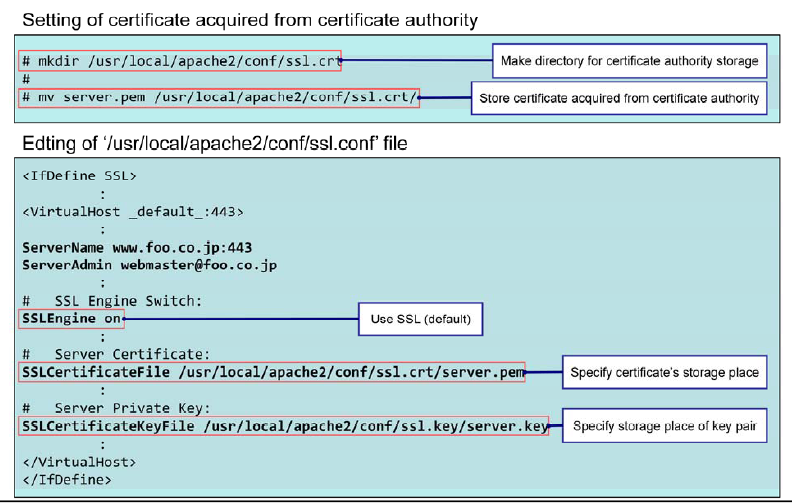 Setting of certificate acquired from certificate authority
# mkdir /usr/local/apache2/conf/ssl.crt
Make directory for certificate authority storage
#
# mv server.pem /usr/local/apache2/conf/ssl.crt/
Store certificate acquired from certificate authority
Edting of ‘/usr/local/apache2/conf/ssl.conf’ file
<IfDefine SSL>
:
<VirtualHost _default_:443>
:
ServerName www.foo.co.jp:443
ServerAdmin webmaster@foo.co.jp
:
# SSL Engine Switch:
SSLEngine on
Use SSL (default)
:
# Server Certificate:
SSLCertificateFile /usr/local/apache2/conf/ssl.crt/server.pem
Specify certificate’s storage place
:
# Server Private Key:
SSLCertificateKeyFile /usr/local/apache2/conf/ssl.key/server.key
Specify storage place of key pair
:
</VirtualHost>
</IfDefine>